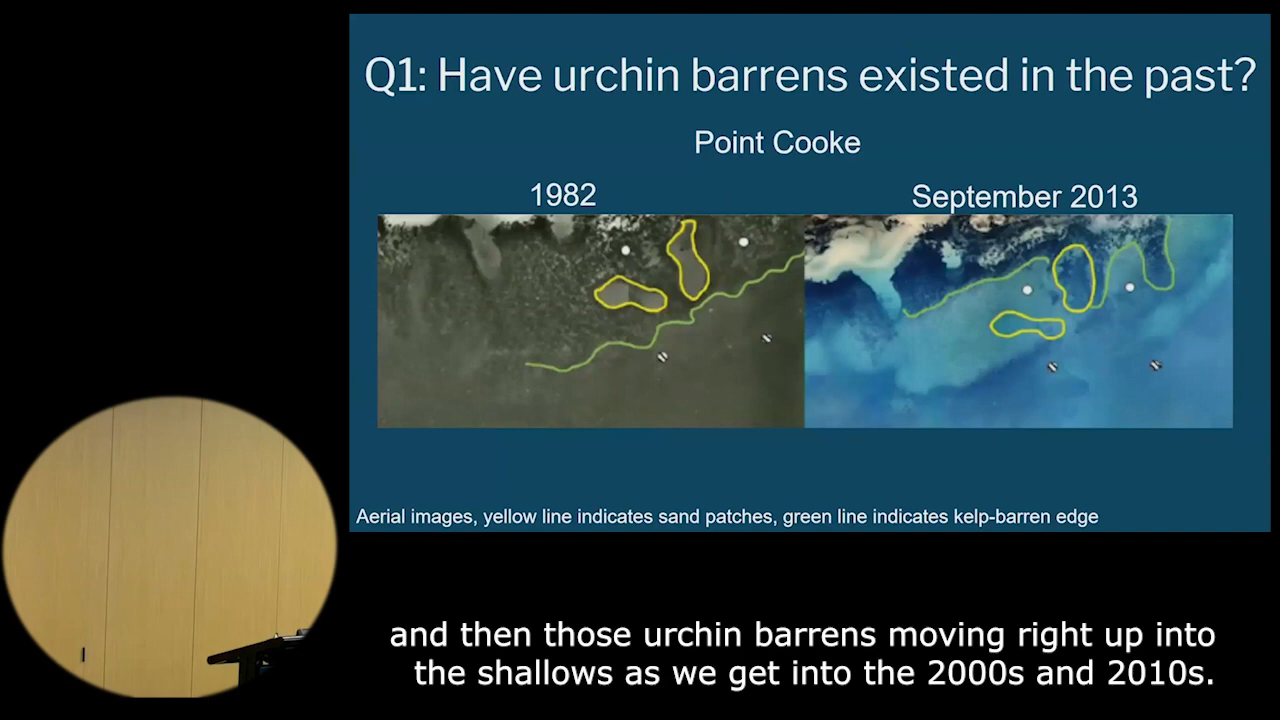 Q1: Have urchin barrens existed in the past?
Point Cooke
1982
September 2013
Aerial images, yellow line indicates sand patches, green line indicates kelp-barren edge
and then those urchin barrens moving right up into
the shallows as we get into the 2000s and 2010s.